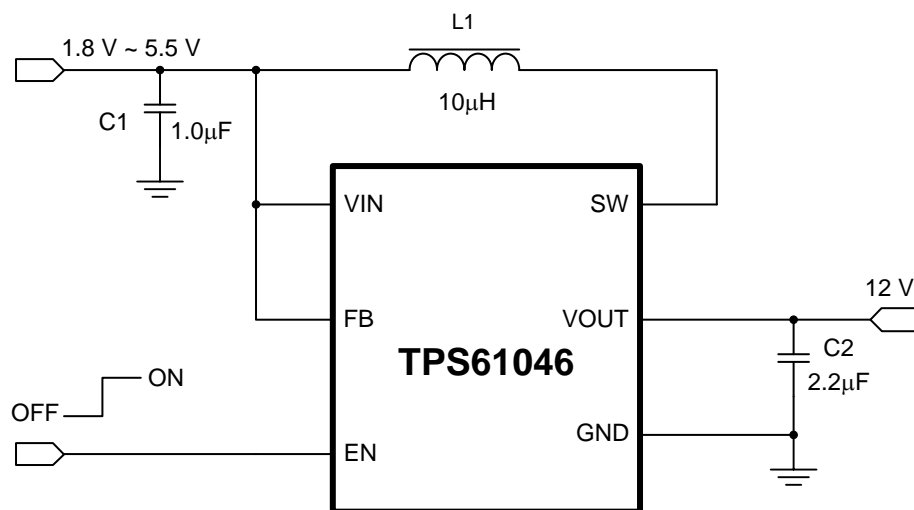 L1
1.8 V ~ 5.5 V
10μH
C1
1.0μF
VIN
SW
12 V
FB
VOUT
TPS61046
C2
2.2μF
ON
OFF
GND
EN